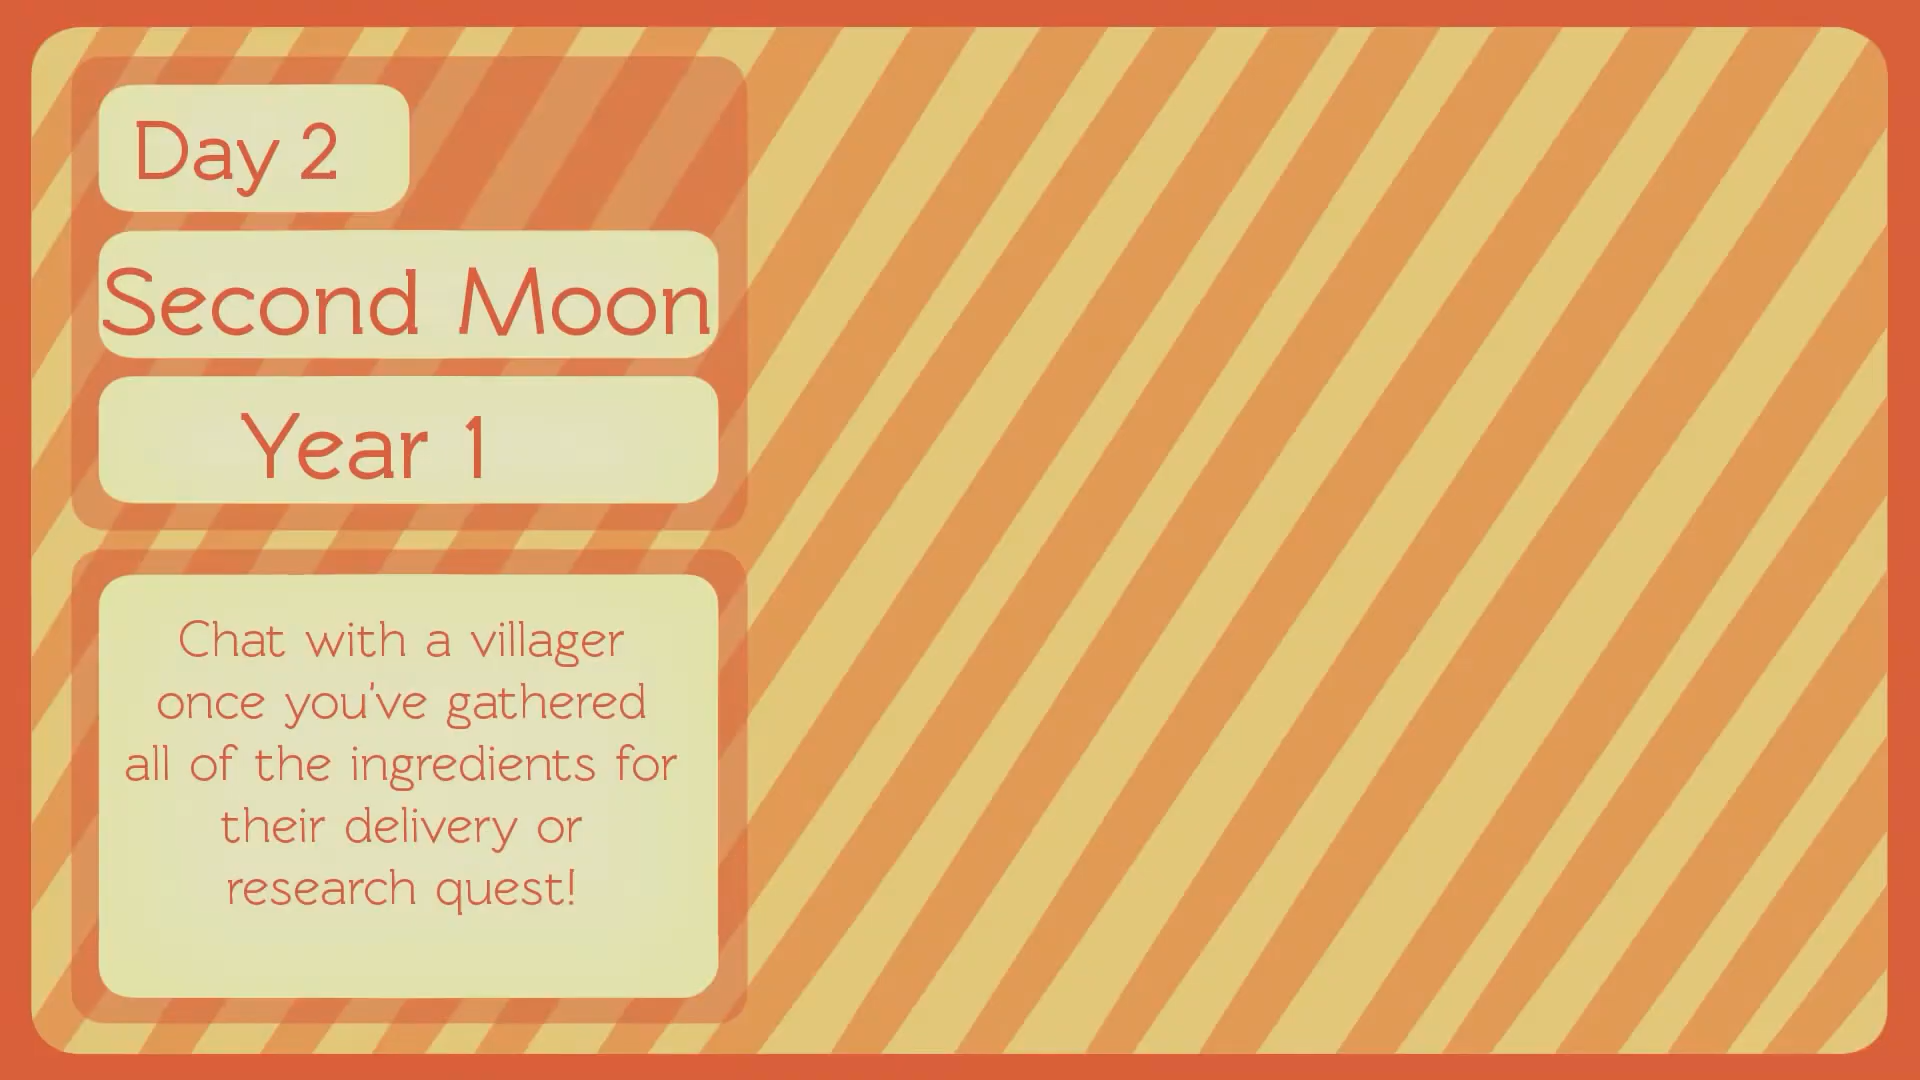 Day 2
Second Moon
Year 1
Chat with a villager
once you've gathered
all of the ingredients for
their delivery or
research quest!